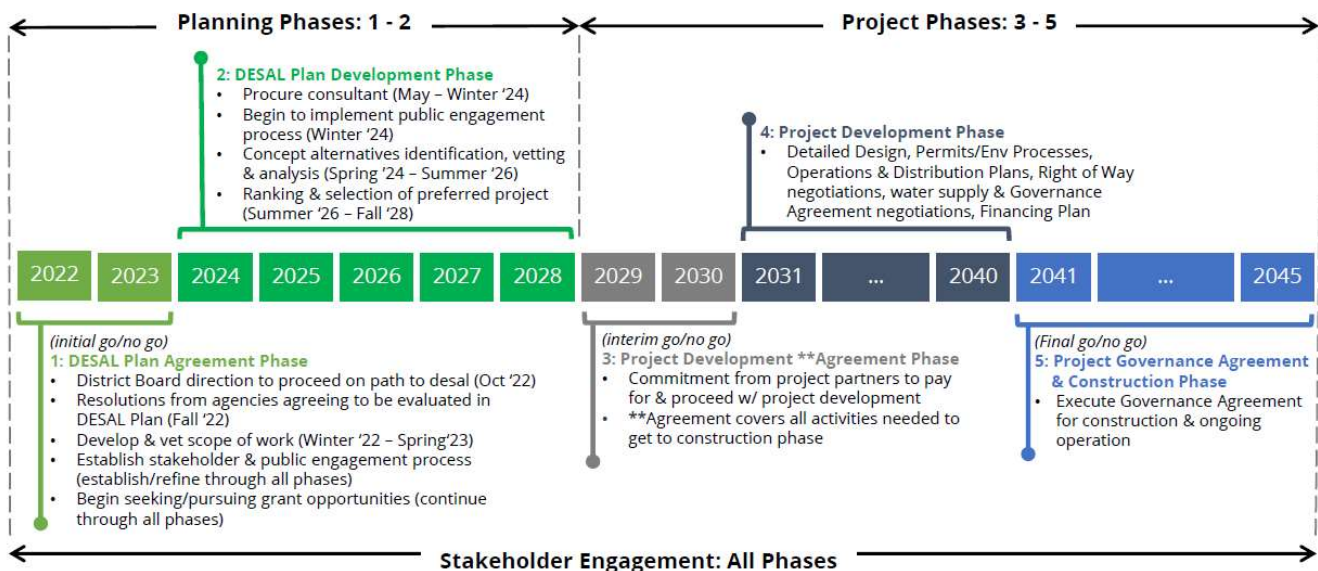 Planning Phases: 1 - 2
Project Phases: 3 - 5
2: DESAL Plan Development Phase
• Procure consultant (May – Winter ‘24)
• Begin to implement public engagement
process (Winter ‘24)
• Concept alternatives identification, vetting
& analysis (Spring ‘24 – Summer ‘26)
• Ranking & selection of preferred project
(Summer ‘26 – Fall ‘28)
4: Project Development Phase
• Detailed Design, Permits/Env Processes,
Operations & Distribution Plans, Right of Way
negotiations, water supply & Governance
Agreement negotiations, Financing Plan
2022 2023 2024 2025 2026 2027 2028 2029 2030 2031 ... 2040 2041 ... 2045
(initial go/no go)
1: DESAL Plan Agreement Phase
• District Board direction to proceed on path to desal (Oct ‘22)
• Resolutions from agencies agreeing to be evaluated in
DESAL Plan (Fall ‘22)
• Develop & vet scope of work (Winter ‘22 – Spring‘23)
• Establish stakeholder & public engagement process
(establish/refine through all phases)
• Begin seeking/pursuing grant opportunities (continue
through all phases)
(interim go/no go)
3: Project Development **Agreement Phase
• Commitment from project partners to pay
for & proceed w/ project development
• **Agreement covers all activities needed to
get to construction phase
(Final go/no go)
5: Project Governance Agreement
& Construction Phase
• Execute Governance Agreement
for construction & ongoing
operation
Stakeholder Engagement: All Phases